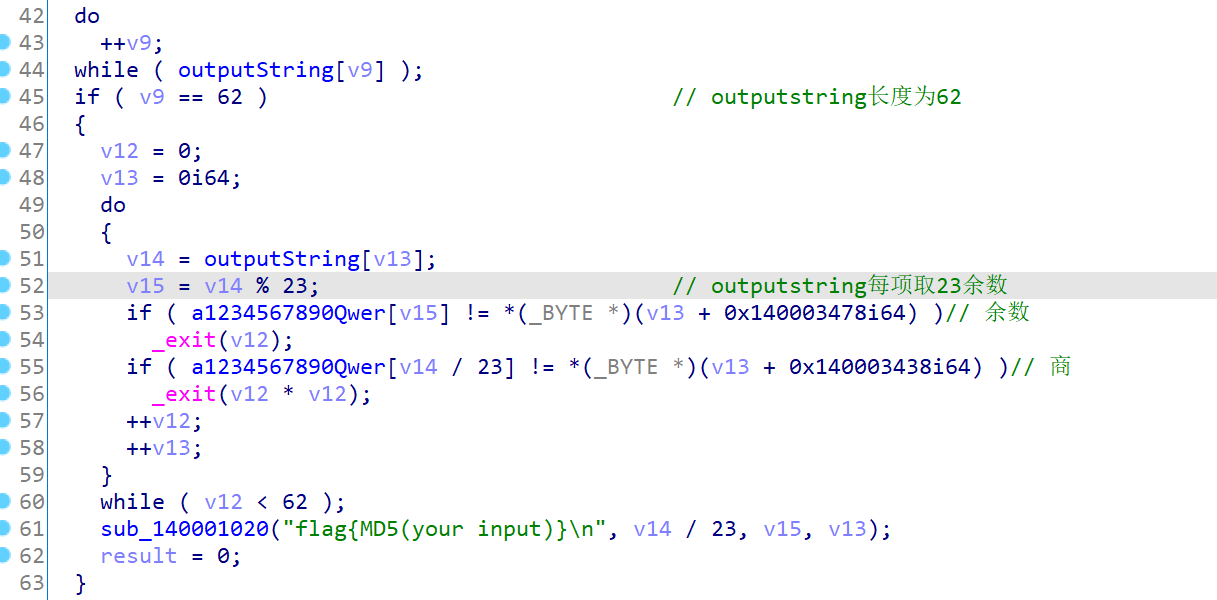 42 do
43 ++v9;
44 while ( outputString[v9] );
45 if ( v9 == 62 ) // outputstring长度为62
46 {
47 v12 = 0;
48 v13 = 0i64;
49 do
50 {
51 v14 = outputString[v13];
52 v15 = v14 % 23; // outputstring每项取23余数
53 if ( a1234567890Qwer[v15] != *(_BYTE *)(v13 + 0x140003478i64) )// 余数
54 _exit(v12);
55 if ( a1234567890Qwer[v14 / 23] != *(_BYTE *)(v13 + 0x140003438i64) )// 商
56 _exit(v12 * v12);
57 ++v12;
58 ++v13;
59 }
60 while ( v12 < 62 );
61 sub_140001020("flag{MD5(your input)}\n", v14 / 23, v15, v13);
62 result = 0;
63 }